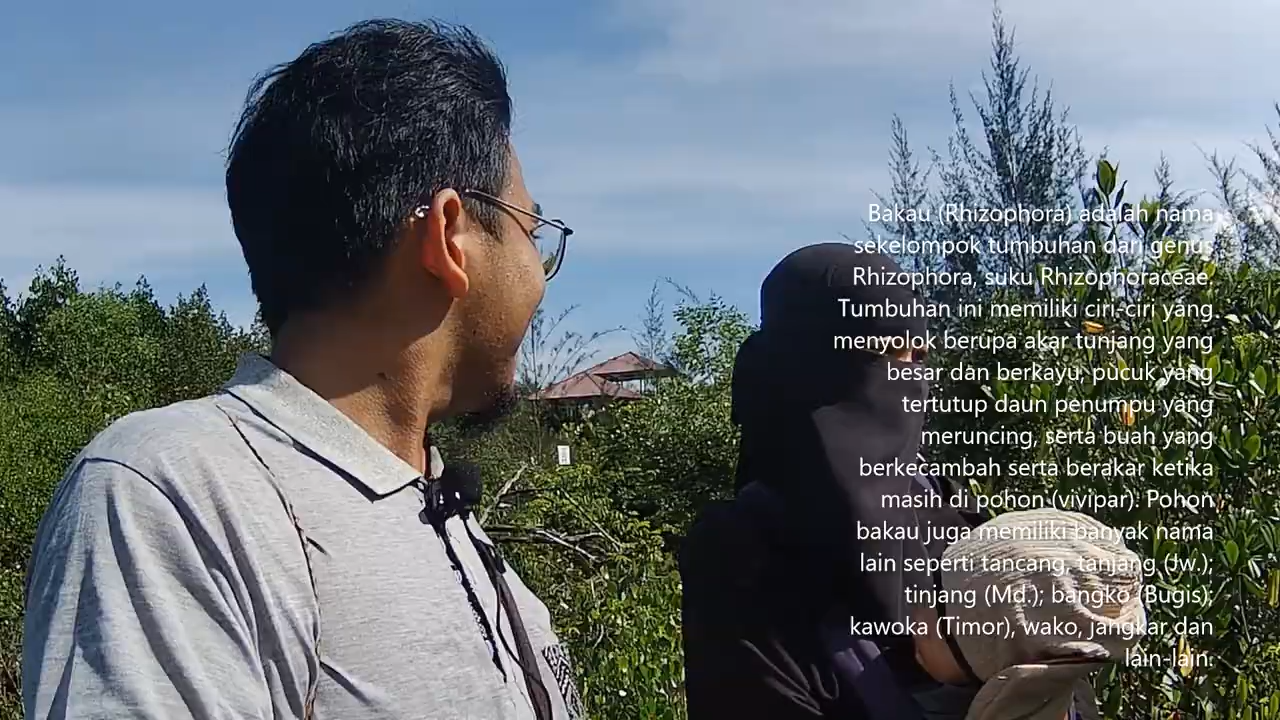 Bakau (Rhizophora) adalah nama
sekelompok tumbuhan dari genus
Rhizophora, suku Rhizophoraceae.
Tumbuhan ini memiliki ciri-ciri yang
menyolok berupa akar tunjang yang
besar dan berkayu, pucuk yang
tertutup daun penumpu yang
meruncing, serta buah yang
berkecambah serta berakar ketika
masih di pohon (vivipar). Pohon
bakau juga memiliki banyak nama
lain seperti tancang, tanjang (Jw.);
tinjang (Md.); bangko (Bugis);
kawoka (Timor), wako, jangkar dan
lain-lain.